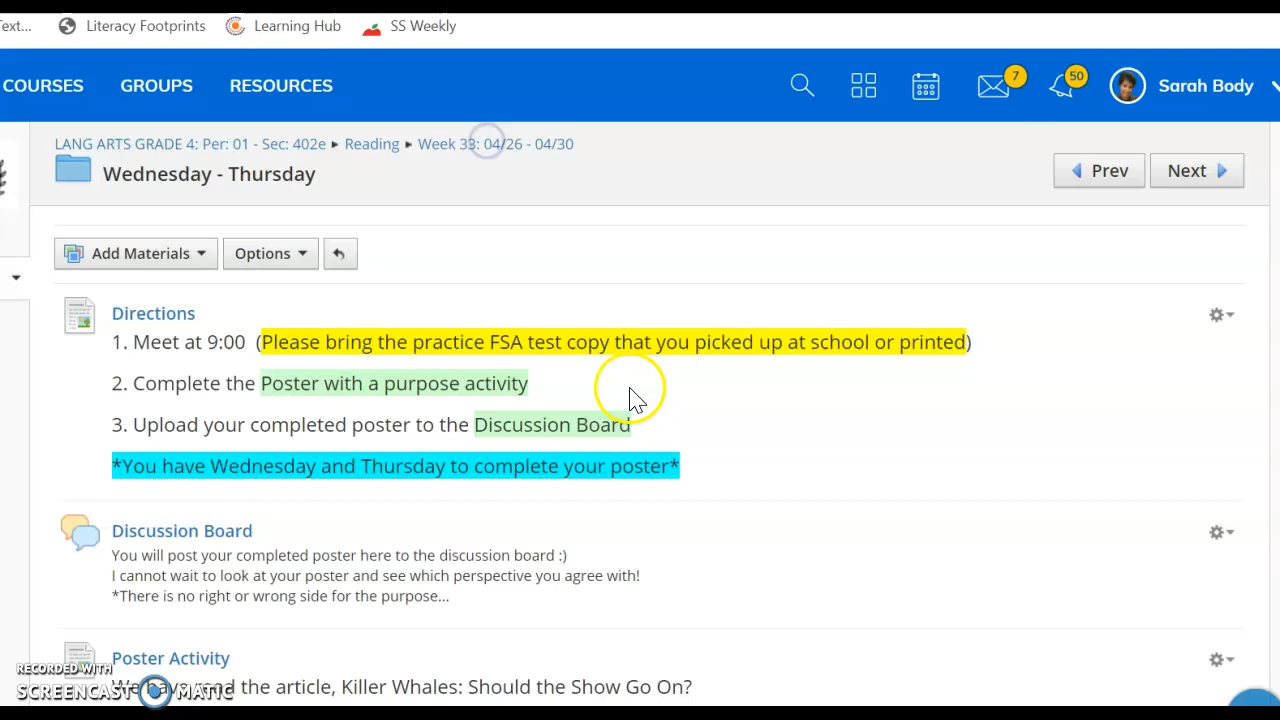 Text...
Literacy Footprints
Learning Hub
SS Weekly
COURSES
GROUPS
RESOURCES
7
50
Sarah Body
LANG ARTS GRADE 4: Per: 01 - Sec: 402e ▸ Reading ▸ Week 33: 04/26 - 04/30
Wednesday - Thursday
Prev
Next
Add Materials
Options
Directions
1. Meet at 9:00 (Please bring the practice FSA test copy that you picked up at school or printed)
2. Complete the Poster with a purpose activity
3. Upload your completed poster to the Discussion Board
*You have Wednesday and Thursday to complete your poster*
Discussion Board
You will post your completed poster here to the discussion board :)
I cannot wait to look at your poster and see which perspective you agree with!
*There is no right or wrong side for the purpose...
Poster Activity
RECORDED WITH
SCREENCAST MATIC
the article, Killer Whales: Should the Show Go On?